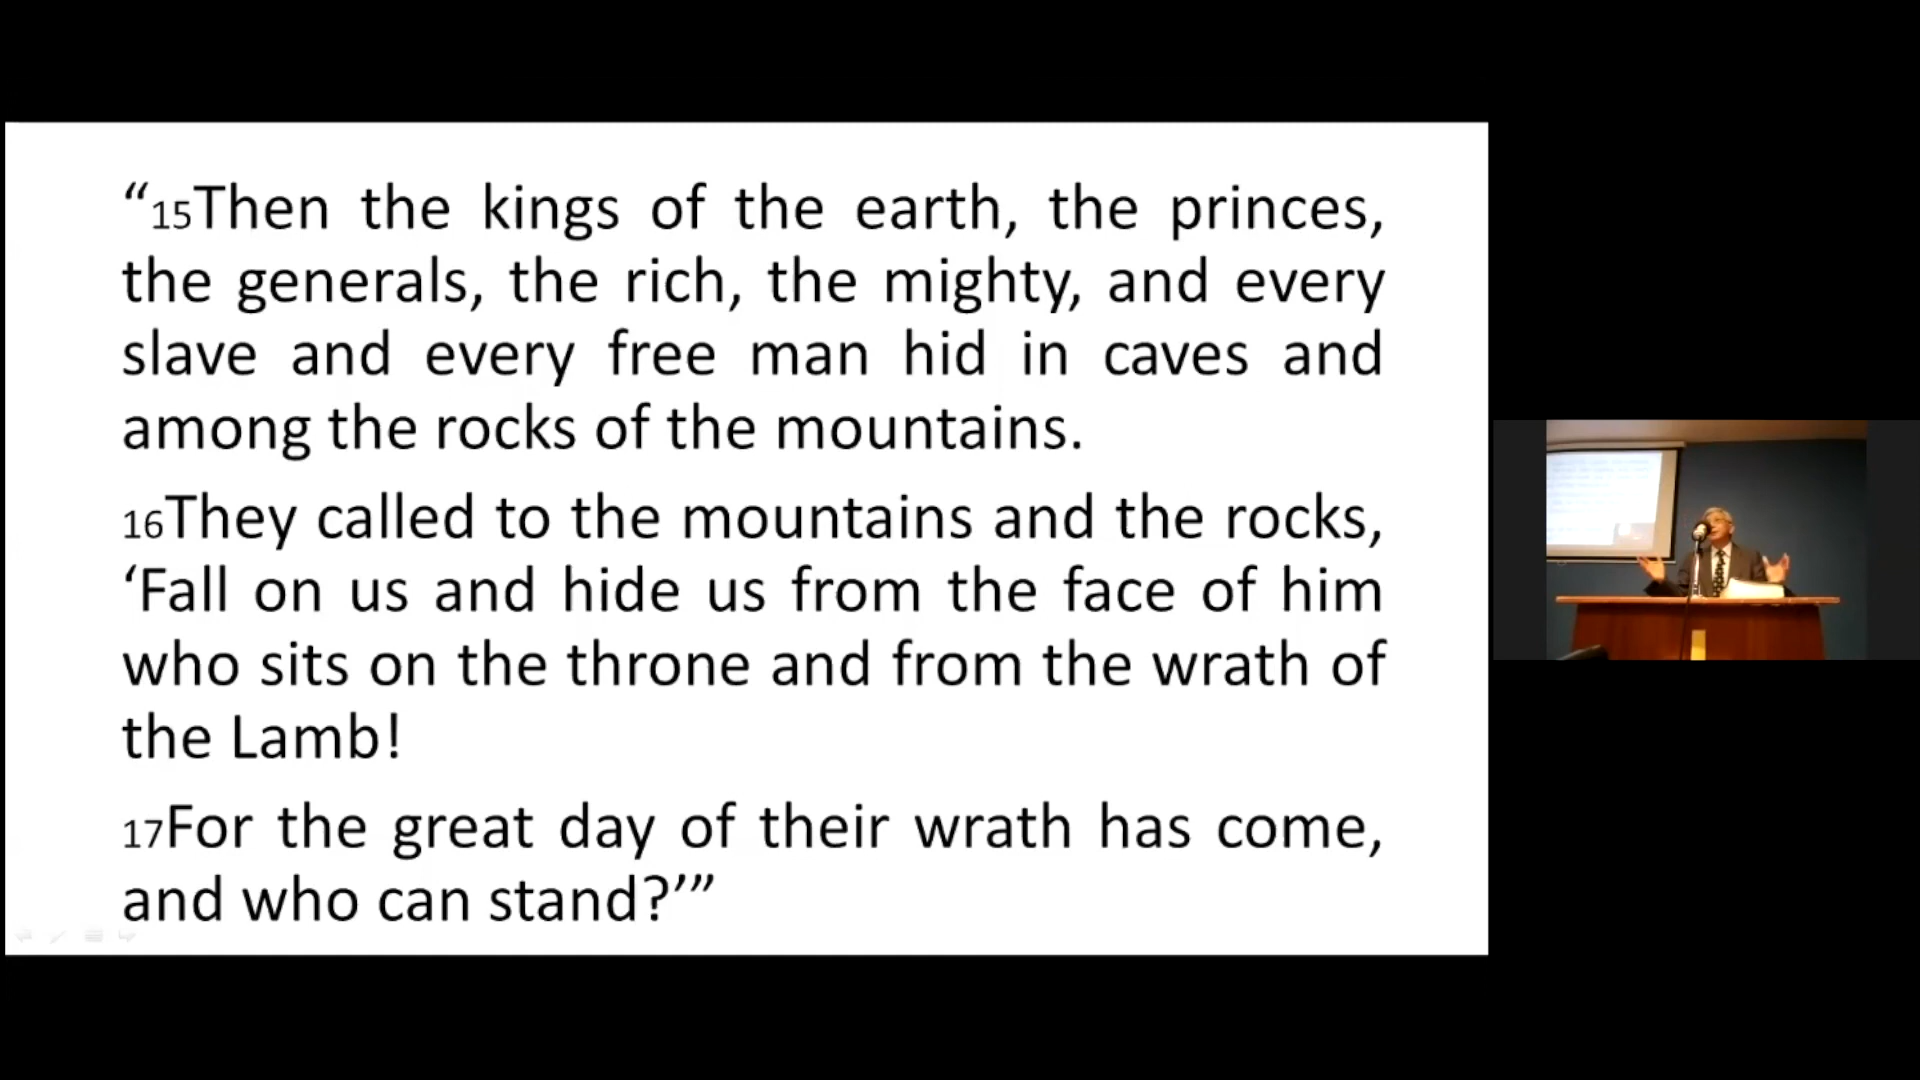 “15Then the kings of the earth, the princes,
the generals, the rich, the mighty, and every
slave and every free man hid in caves and
among the rocks of the mountains.
16They called to the mountains and the rocks,
‘Fall on us and hide us from the face of him
who sits on the throne and from the wrath of
the Lamb!
17For the great day of their wrath has come,
and who can stand?’”